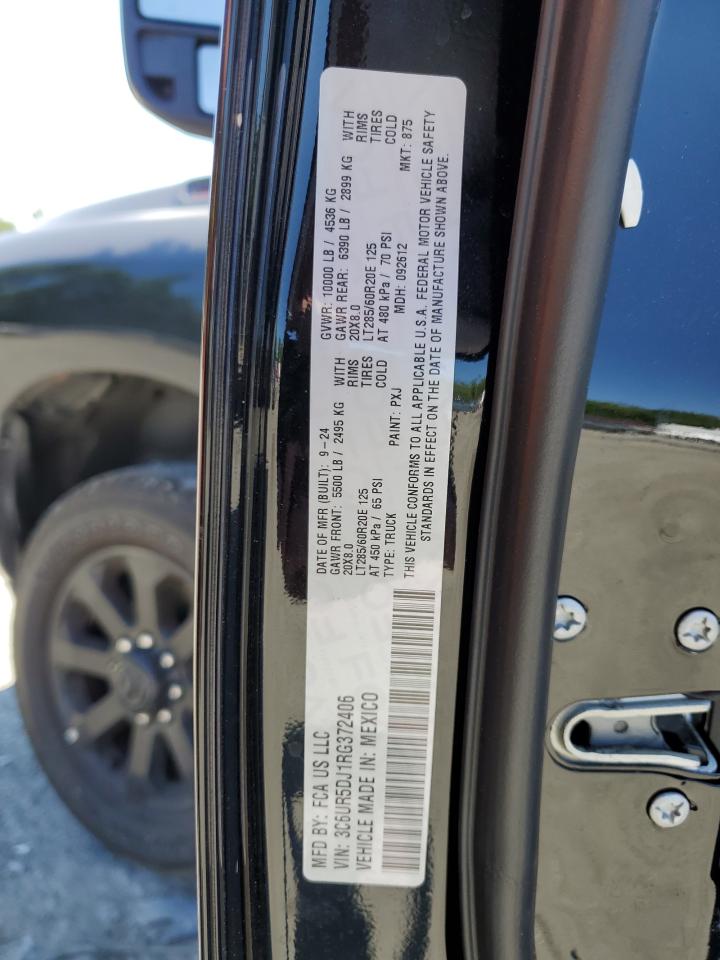 MFD BY: FCA US LLC
DATE OF MFR (BUILT): 9-24
GVWR: 10000 LB / 4536 KG
GAWR FRONT: 5500 LB / 2495 KG WITH
GAWR REAR: 6390 LB / 2899 KG WITH
20X8.0 RIMS
20X8.0 RIMS
LT285/60R20E 125 TIRES
LT285/60R20E 125 TIRES
AT 450 kPa / 65 PSI COLD
AT 480 kPa / 70 PSI COLD
VIN: 3C6UR5DJ1RG372406
TYPE: TRUCK PAINT: PXJ MDH: 092612 MKT: 875
VEHICLE MADE IN: MEXICO
THIS VEHICLE CONFORMS TO ALL APPLICABLE U.S.A. FEDERAL MOTOR VEHICLE SAFETY
STANDARDS IN EFFECT ON THE DATE OF MANUFACTURE SHOWN ABOVE.